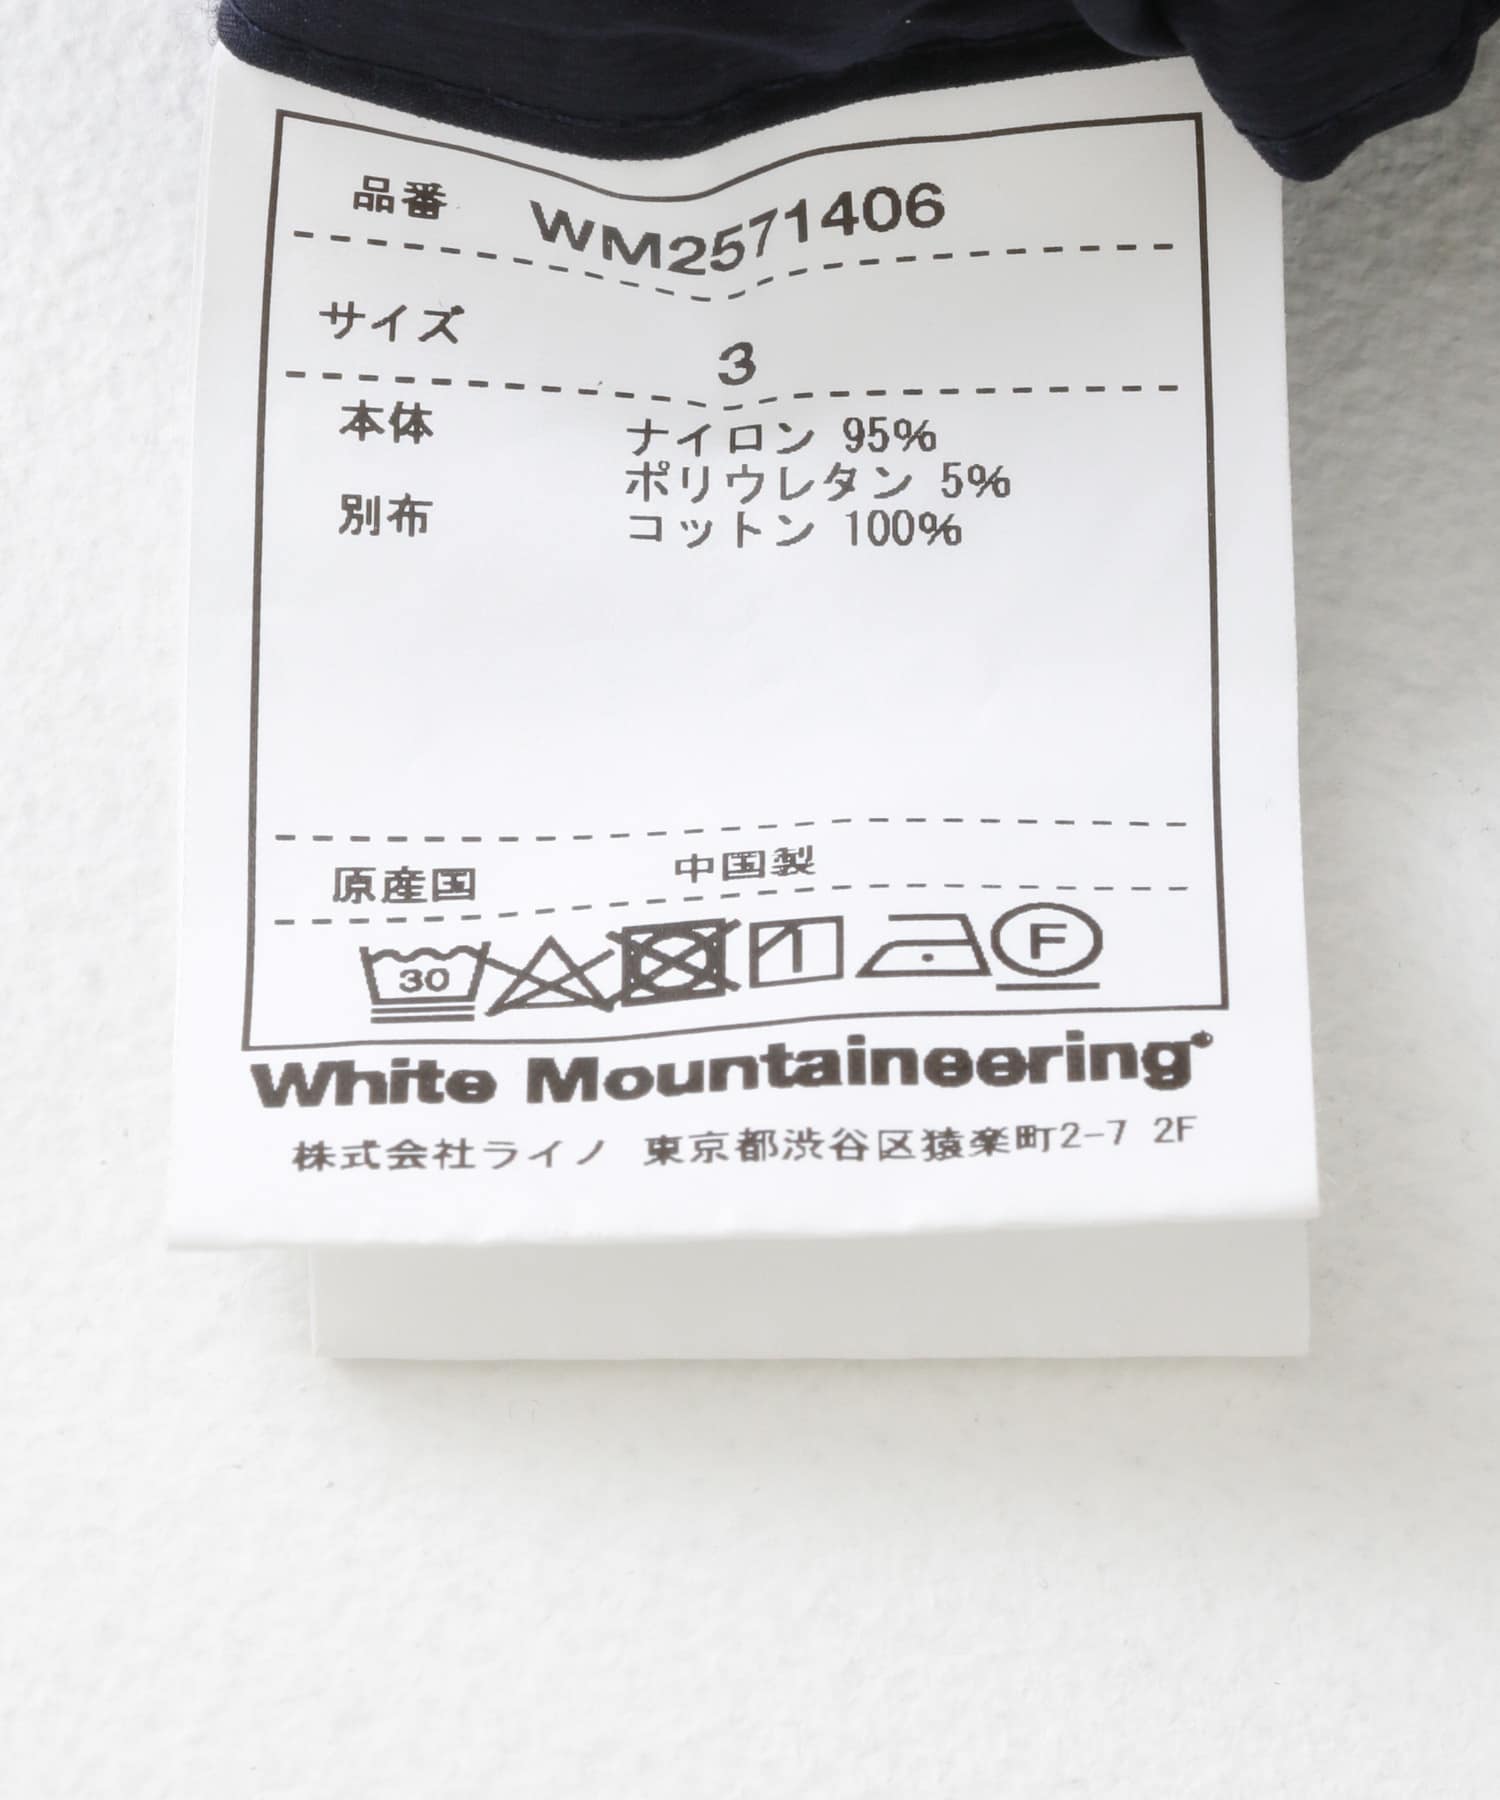 品番 WM2571406
サイズ 3
本体 ナイロン 95%
ポリウレタン 5%
別布 コットン 100%
原産国 中国製
30 F
White Mountaineering®
株式会社ライノ 東京都渋谷区猿楽町2-7 2F